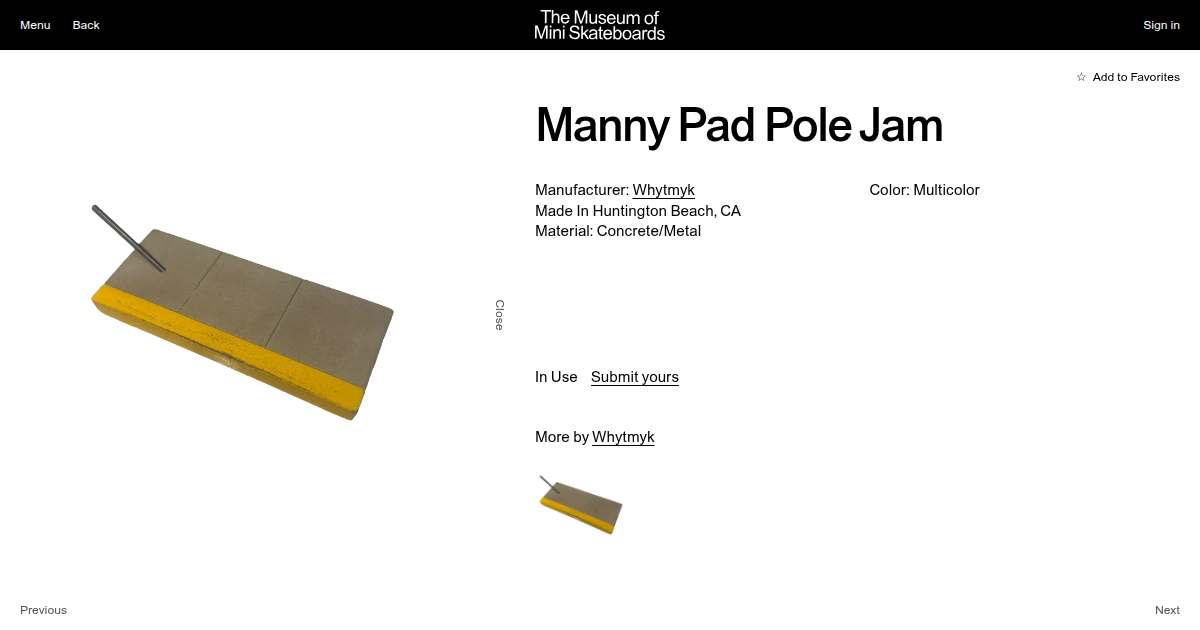 Menu Back
The Museum of
Mini Skateboards
Sign in
☆ Add to Favorites
Manny Pad Pole Jam
Manufacturer: Whytmyk
Made In Huntington Beach, CA
Material: Concrete/Metal
Color: Multicolor
Close
In Use Submit yours
More by Whytmyk
Previous
Next